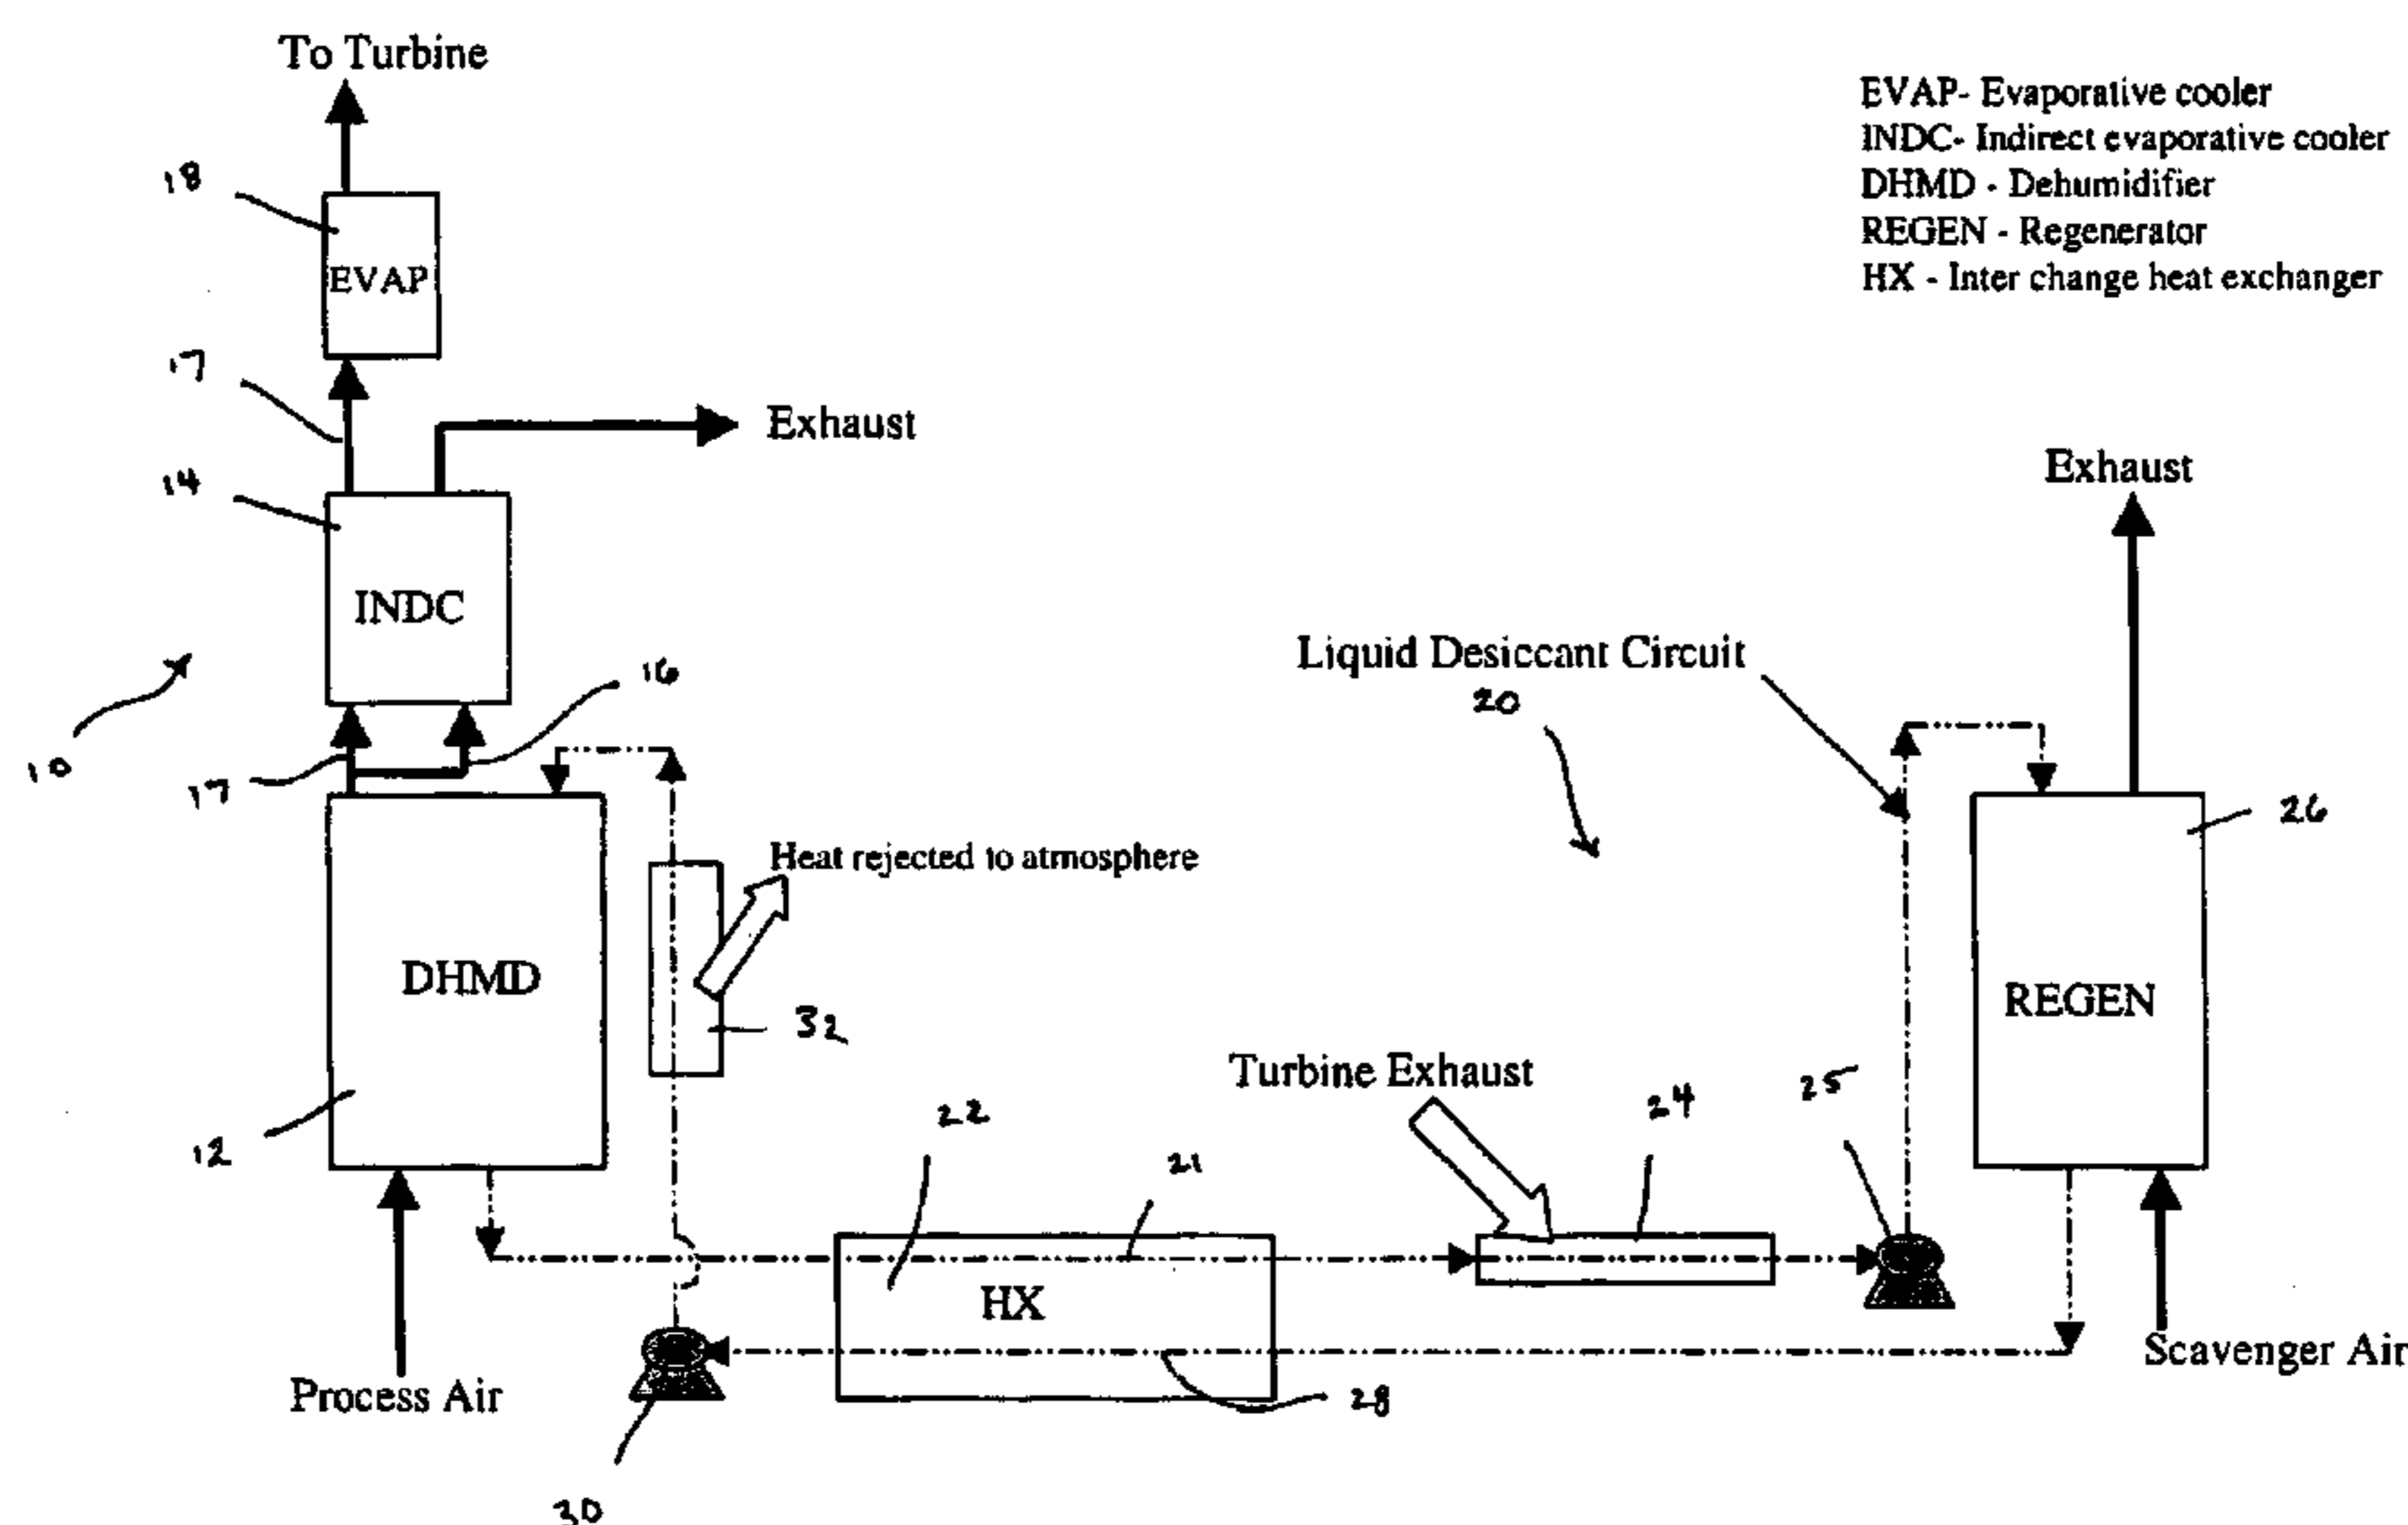 To Turbine
EVAP- Evaporative cooler
INDC- Indirect evaporative cooler
DHMD - Dehumidifier
REGEN - Regenerator
HX - Inter change heat exchanger
18
EVAP
17
Exhaust
14
INDC
Exhaust
16
Liquid Desiccant Circuit
20
10
17
26
Heat rejected to atmosphere
DHMD
REGEN
32
Turbine Exhaust
24
25
22
12
21
HX
Process Air
Scavenger Air
28
30